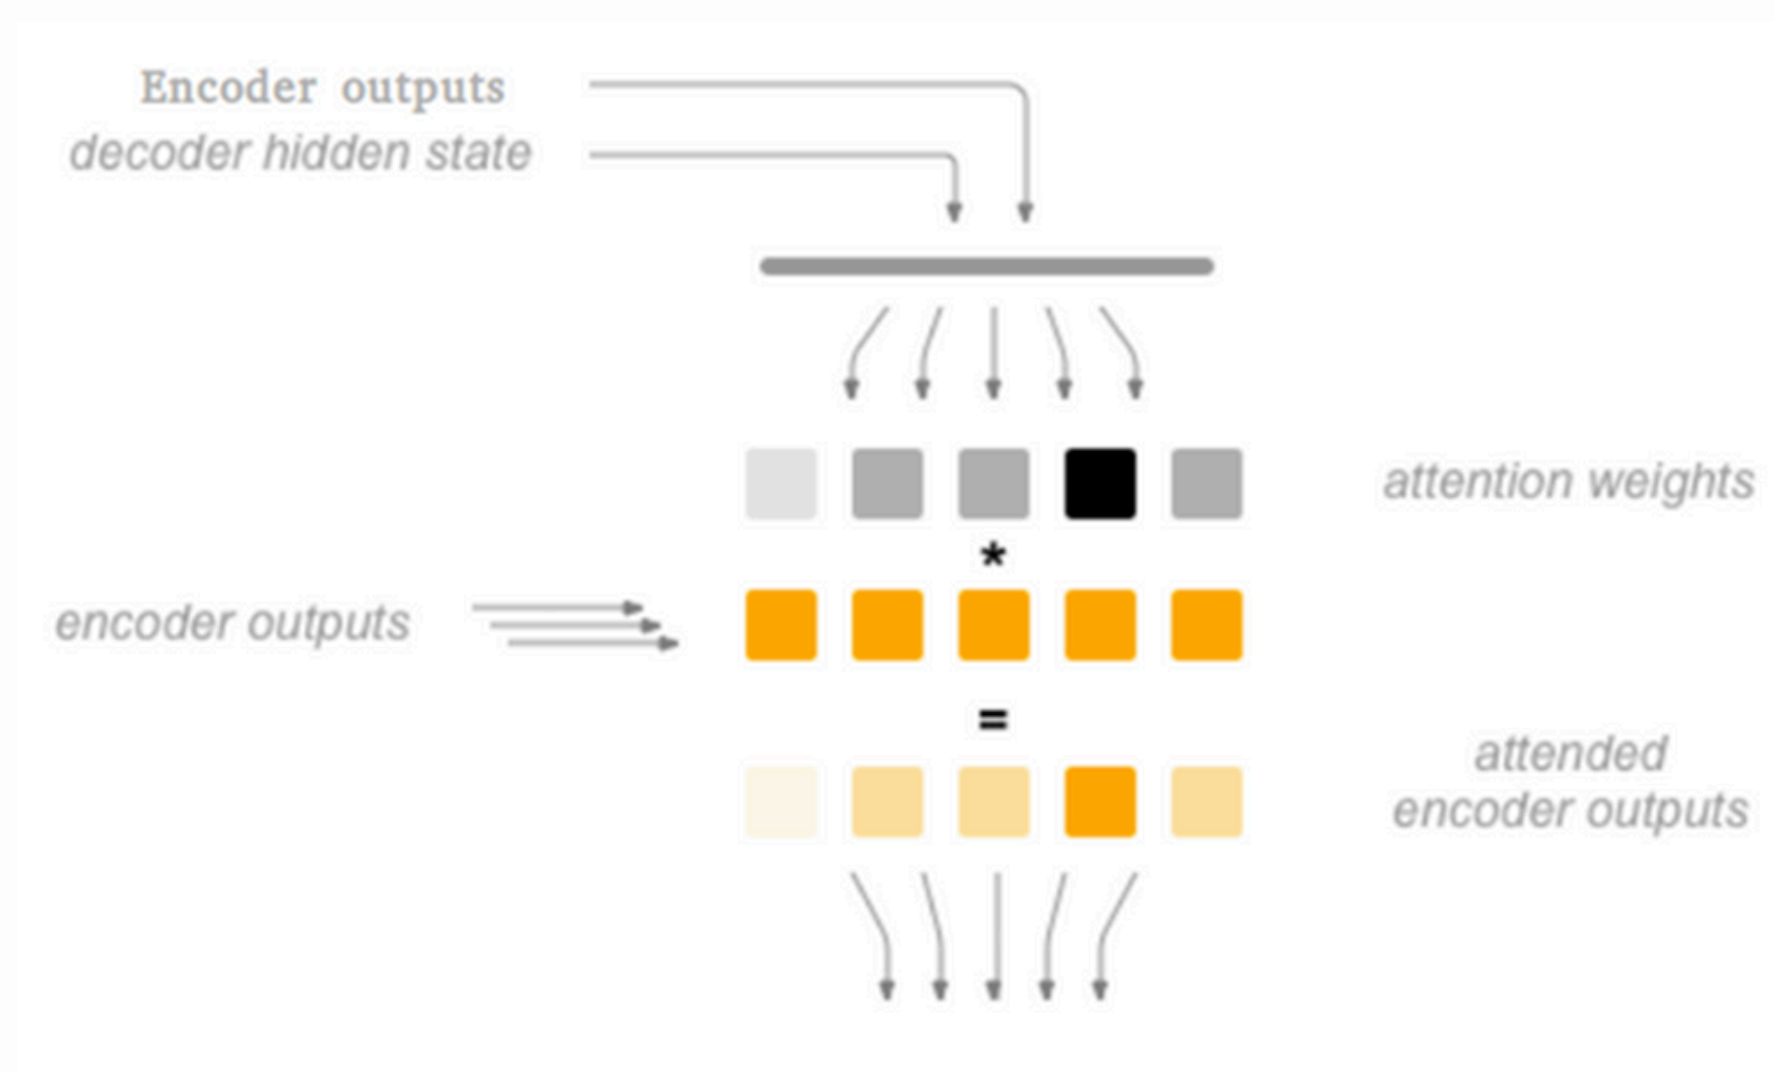 Encoder outputs
decoder hidden state
attention weights
*
encoder outputs
=
attended
encoder outputs